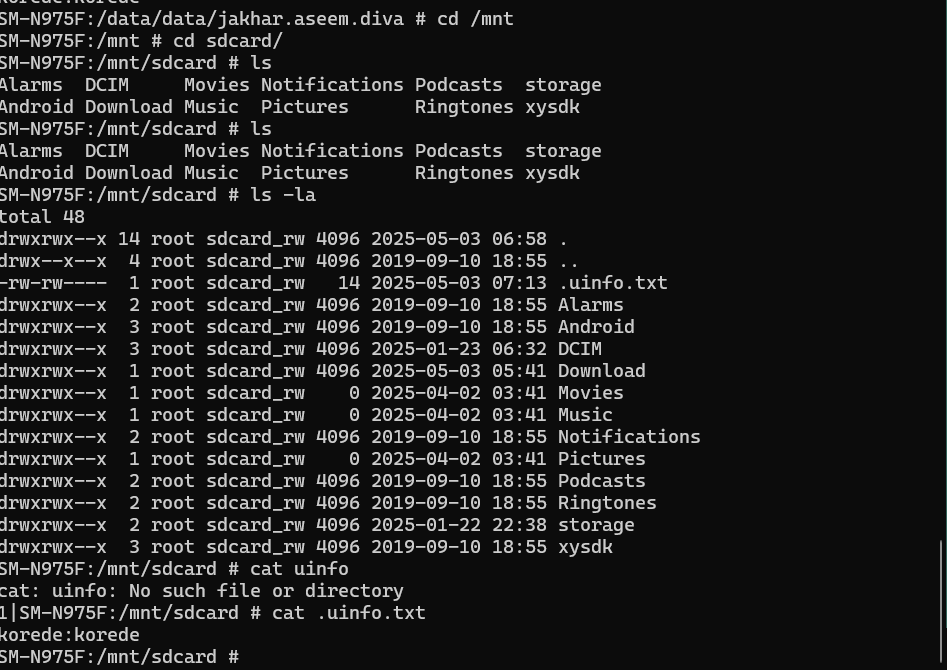 korede:korede
SM-N975F:/data/data/jakhar.aseem.diva # cd /mnt
SM-N975F:/mnt # cd sdcard/
SM-N975F:/mnt/sdcard # ls
Alarms  DCIM     Movies Notifications Podcasts  storage
Android Download Music  Pictures      Ringtones xysdk
SM-N975F:/mnt/sdcard # ls
Alarms  DCIM     Movies Notifications Podcasts  storage
Android Download Music  Pictures      Ringtones xysdk
SM-N975F:/mnt/sdcard # ls -la
total 48
drwxrwx--x 14 root sdcard_rw 4096 2025-05-03 06:58 .
drwx--x--x  4 root sdcard_rw 4096 2019-09-10 18:55 ..
-rw-rw----  1 root sdcard_rw   14 2025-05-03 07:13 .uinfo.txt
drwxrwx--x  2 root sdcard_rw 4096 2019-09-10 18:55 Alarms
drwxrwx--x  3 root sdcard_rw 4096 2019-09-10 18:55 Android
drwxrwx--x  3 root sdcard_rw 4096 2025-01-23 06:32 DCIM
drwxrwx--x  1 root sdcard_rw 4096 2025-05-03 05:41 Download
drwxrwx--x  1 root sdcard_rw    0 2025-04-02 03:41 Movies
drwxrwx--x  1 root sdcard_rw    0 2025-04-02 03:41 Music
drwxrwx--x  2 root sdcard_rw 4096 2019-09-10 18:55 Notifications
drwxrwx--x  1 root sdcard_rw    0 2025-04-02 03:41 Pictures
drwxrwx--x  2 root sdcard_rw 4096 2019-09-10 18:55 Podcasts
drwxrwx--x  2 root sdcard_rw 4096 2019-09-10 18:55 Ringtones
drwxrwx--x  2 root sdcard_rw 4096 2025-01-22 22:38 storage
drwxrwx--x  3 root sdcard_rw 4096 2019-09-10 18:55 xysdk
SM-N975F:/mnt/sdcard # cat uinfo
cat: uinfo: No such file or directory
1|SM-N975F:/mnt/sdcard # cat .uinfo.txt
korede:korede
SM-N975F:/mnt/sdcard #